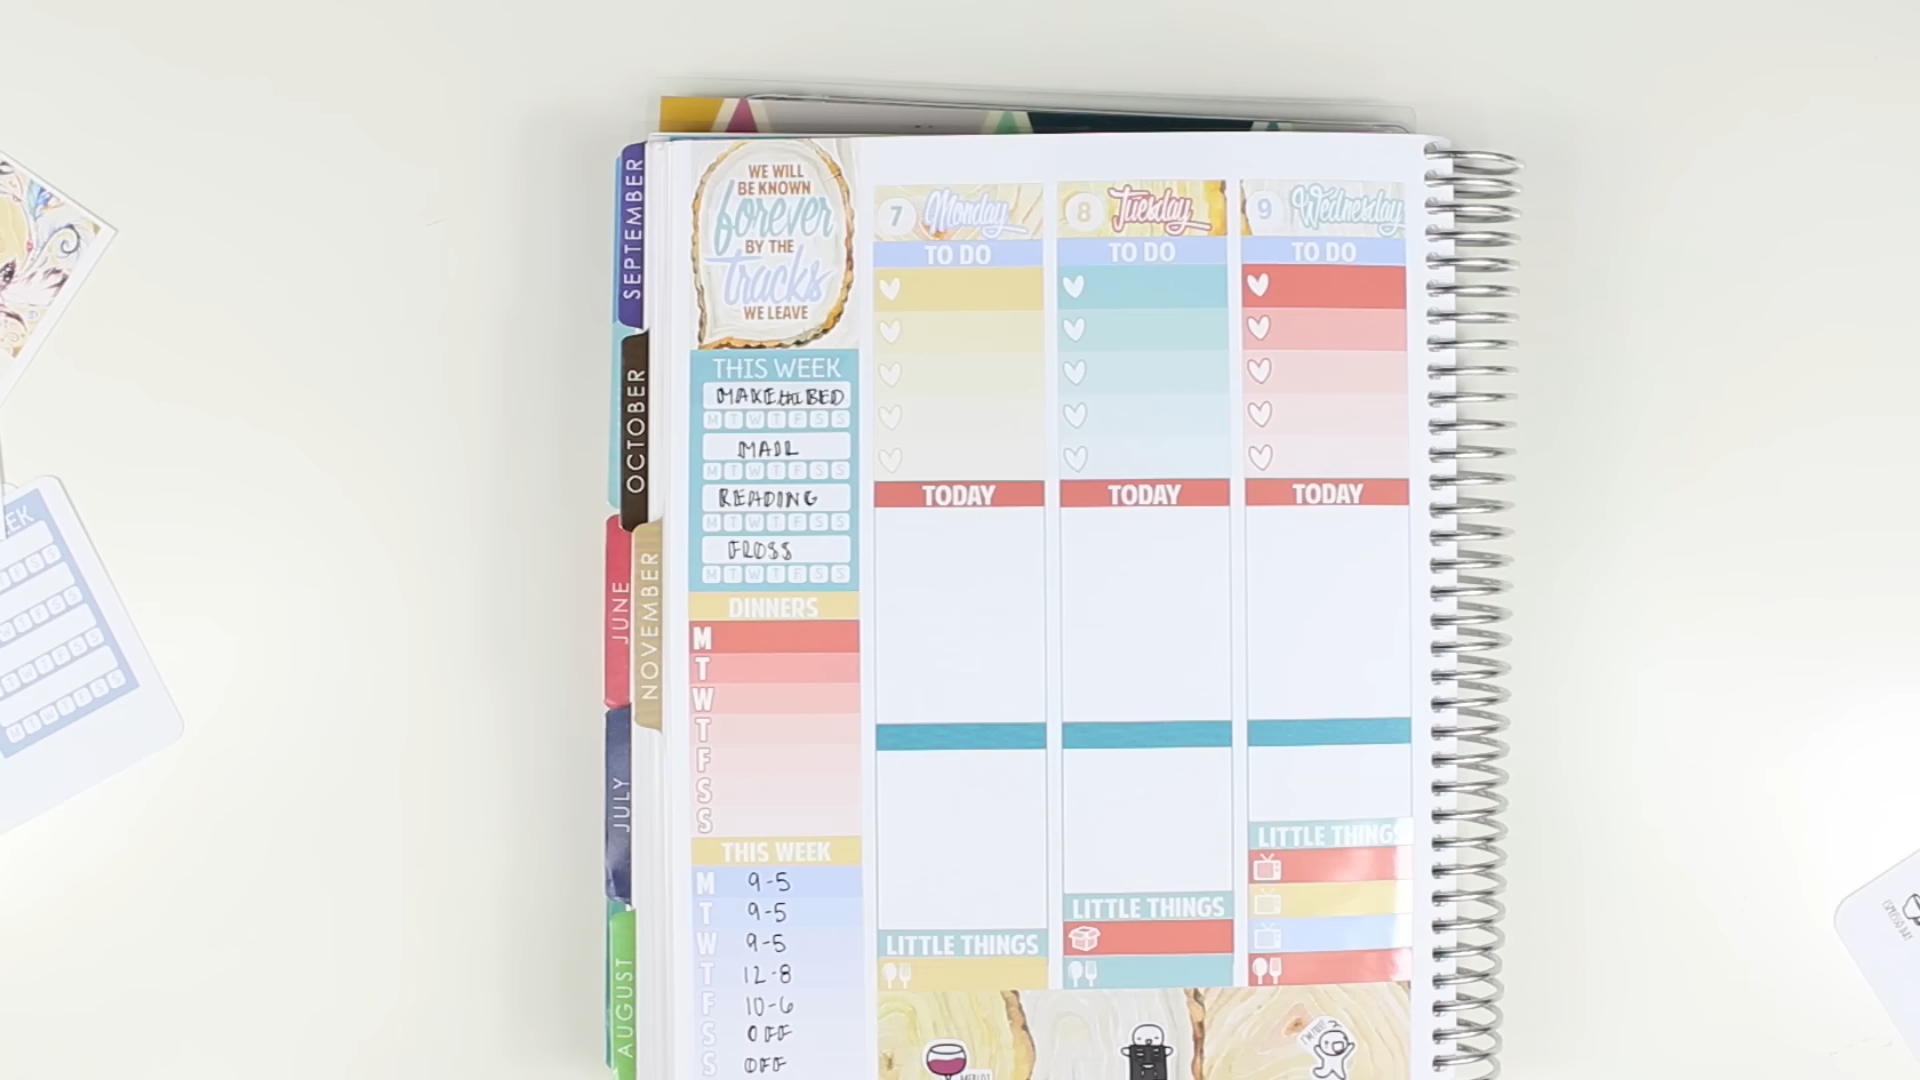 SEPTEMBER
OCTOBER
JUNE
NOVEMBER
JULY
AUGUST
WE WILL
BE KNOWN
forever
BY THE
tracks
WE LEAVE
THIS WEEK
MAKE the BED
M T W T F S S
MAIL
M T W T F S S
READING
M T W T F S S
FLOSS
M T W T F S S
DINNERS
M
T
W
T
F
S
S
THIS WEEK
M 9-5
T 9-5
W 9-5
T 12-8
F 10-6
S OFF
S OFF
7 Monday
TO DO
TODAY
LITTLE THINGS
8 Tuesday
TO DO
TODAY
LITTLE THINGS
9 Wednesday
TO DO
TODAY
LITTLE THINGS
MERLOT